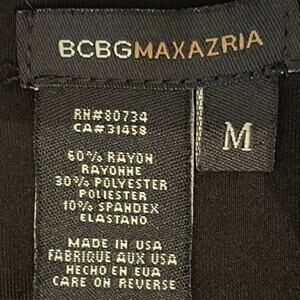 BCBGMAXAZRIA
RN#80734
CA#31458
M
60% RAYON
RAYONNE
30% POLYESTER
POLIESTER
10% SPANDEX
ELASTANO
MADE IN USA
FABRIQUE AUX USA
HECHO EN EUA
CARE ON REVERSE